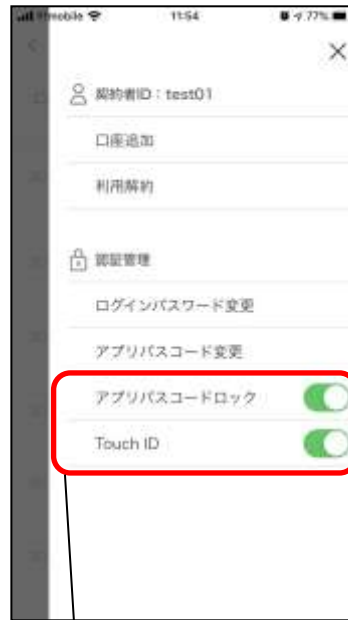 11:54
77%
×
契約者ID：test01
口座追加
利用解約
認証管理
ログインパスワード変更
アプリパスコード変更
アプリパスコードロック
Touch ID